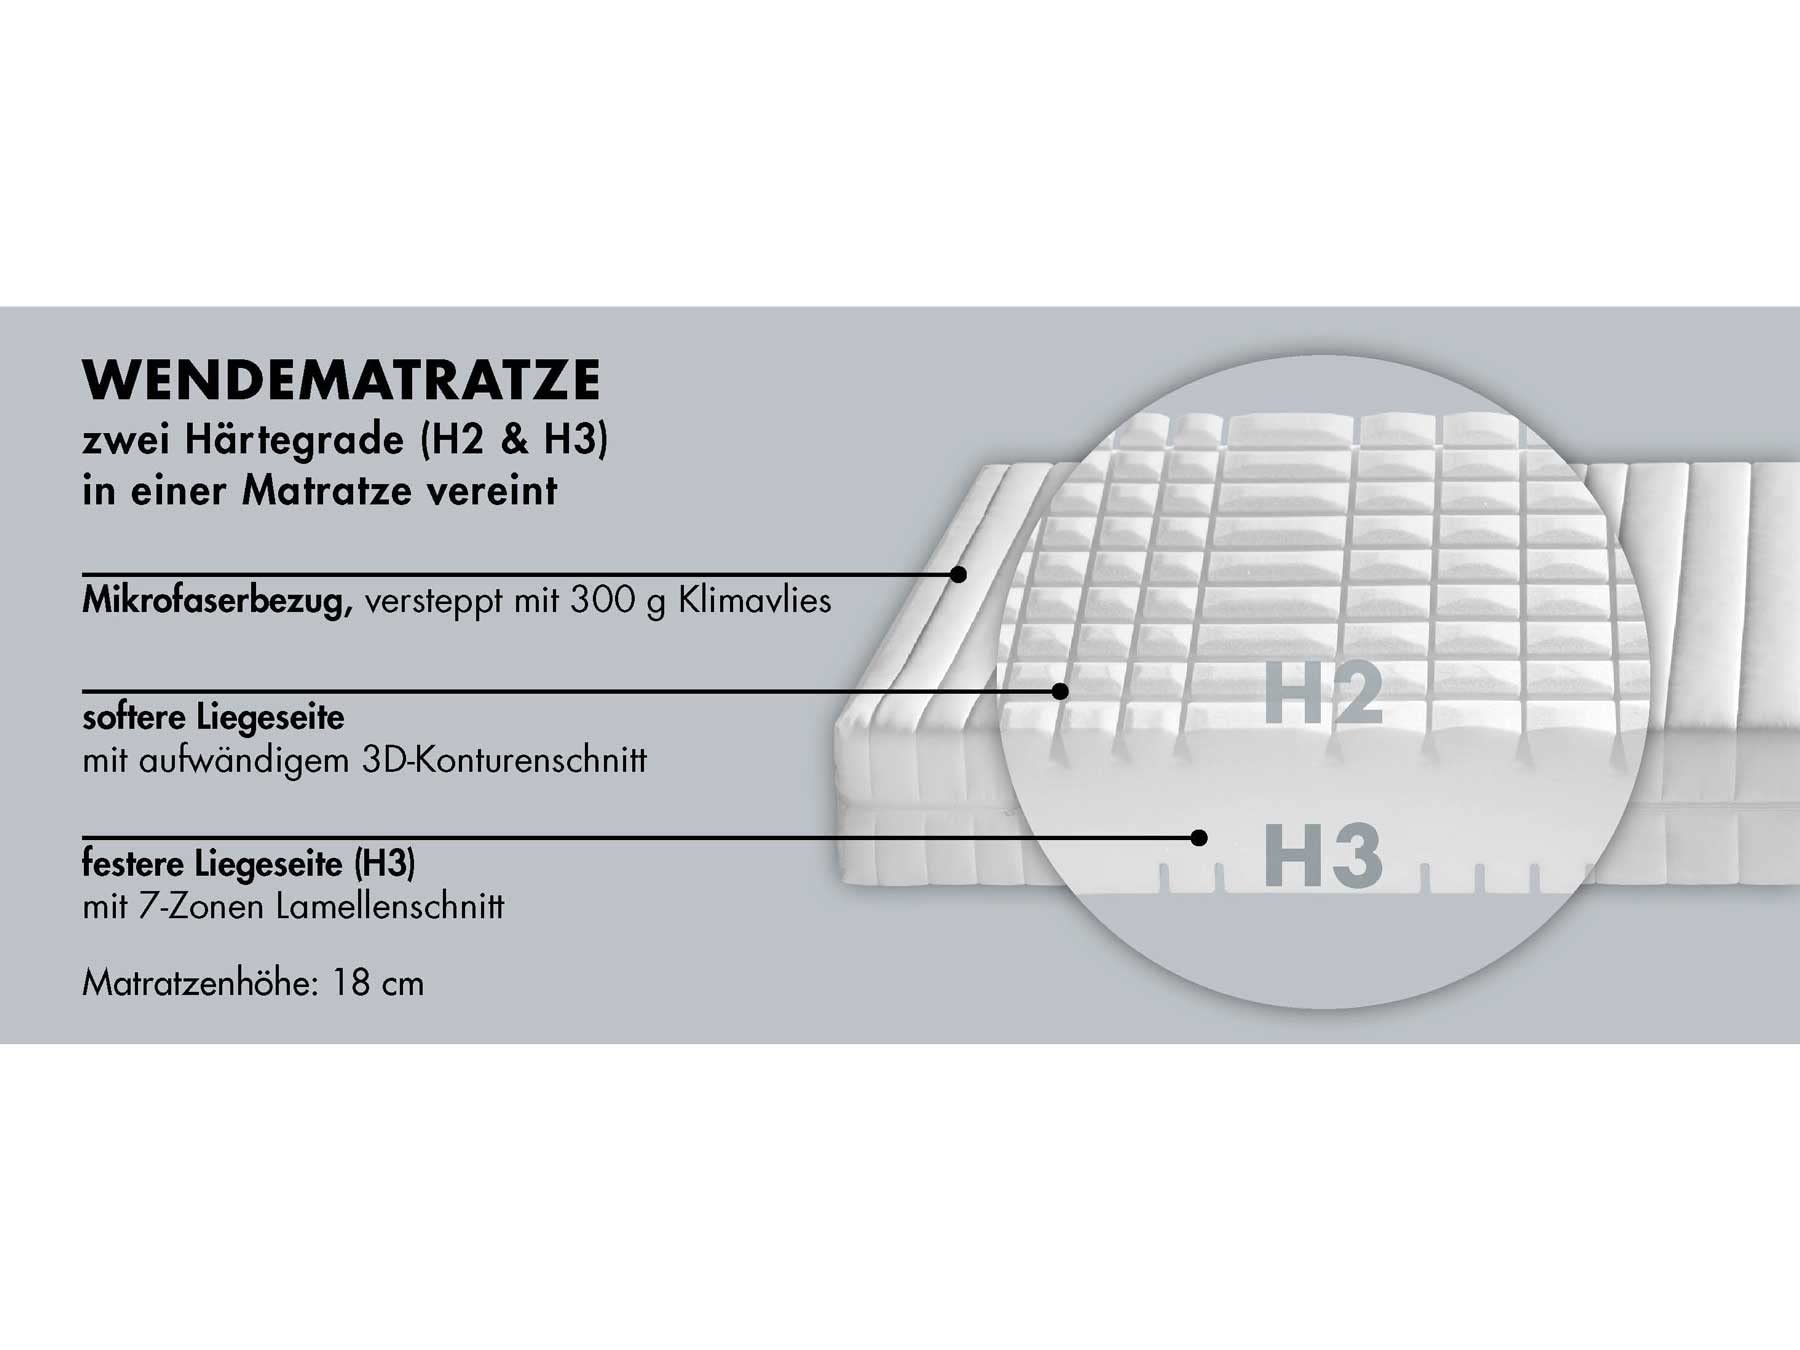 WENDEMATRATZE
zwei Härtegrade (H2 & H3)
in einer Matratze vereint
Mikrofaserbezug, versteppt mit 300 g Klimavlies
softere Liegeseite
mit aufwändigem 3D-Konturenschnitt
festere Liegeseite (H3)
mit 7-Zonen Lamellenschnitt
Matratzenhöhe: 18 cm
H2
H3